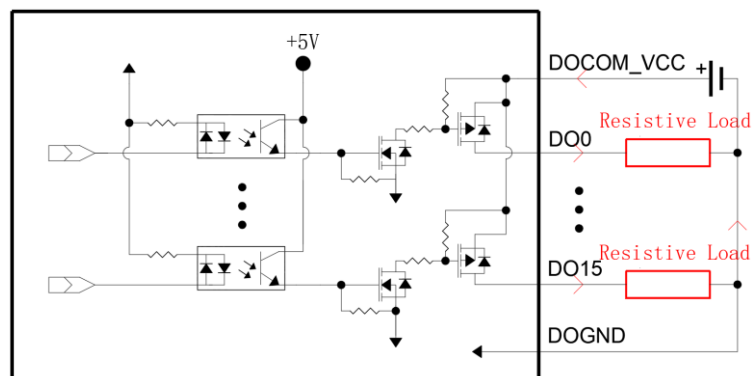 +5V
DOCOM_VCC
+
Resistive Load
DO0
Resistive Load
DO15
DOGND